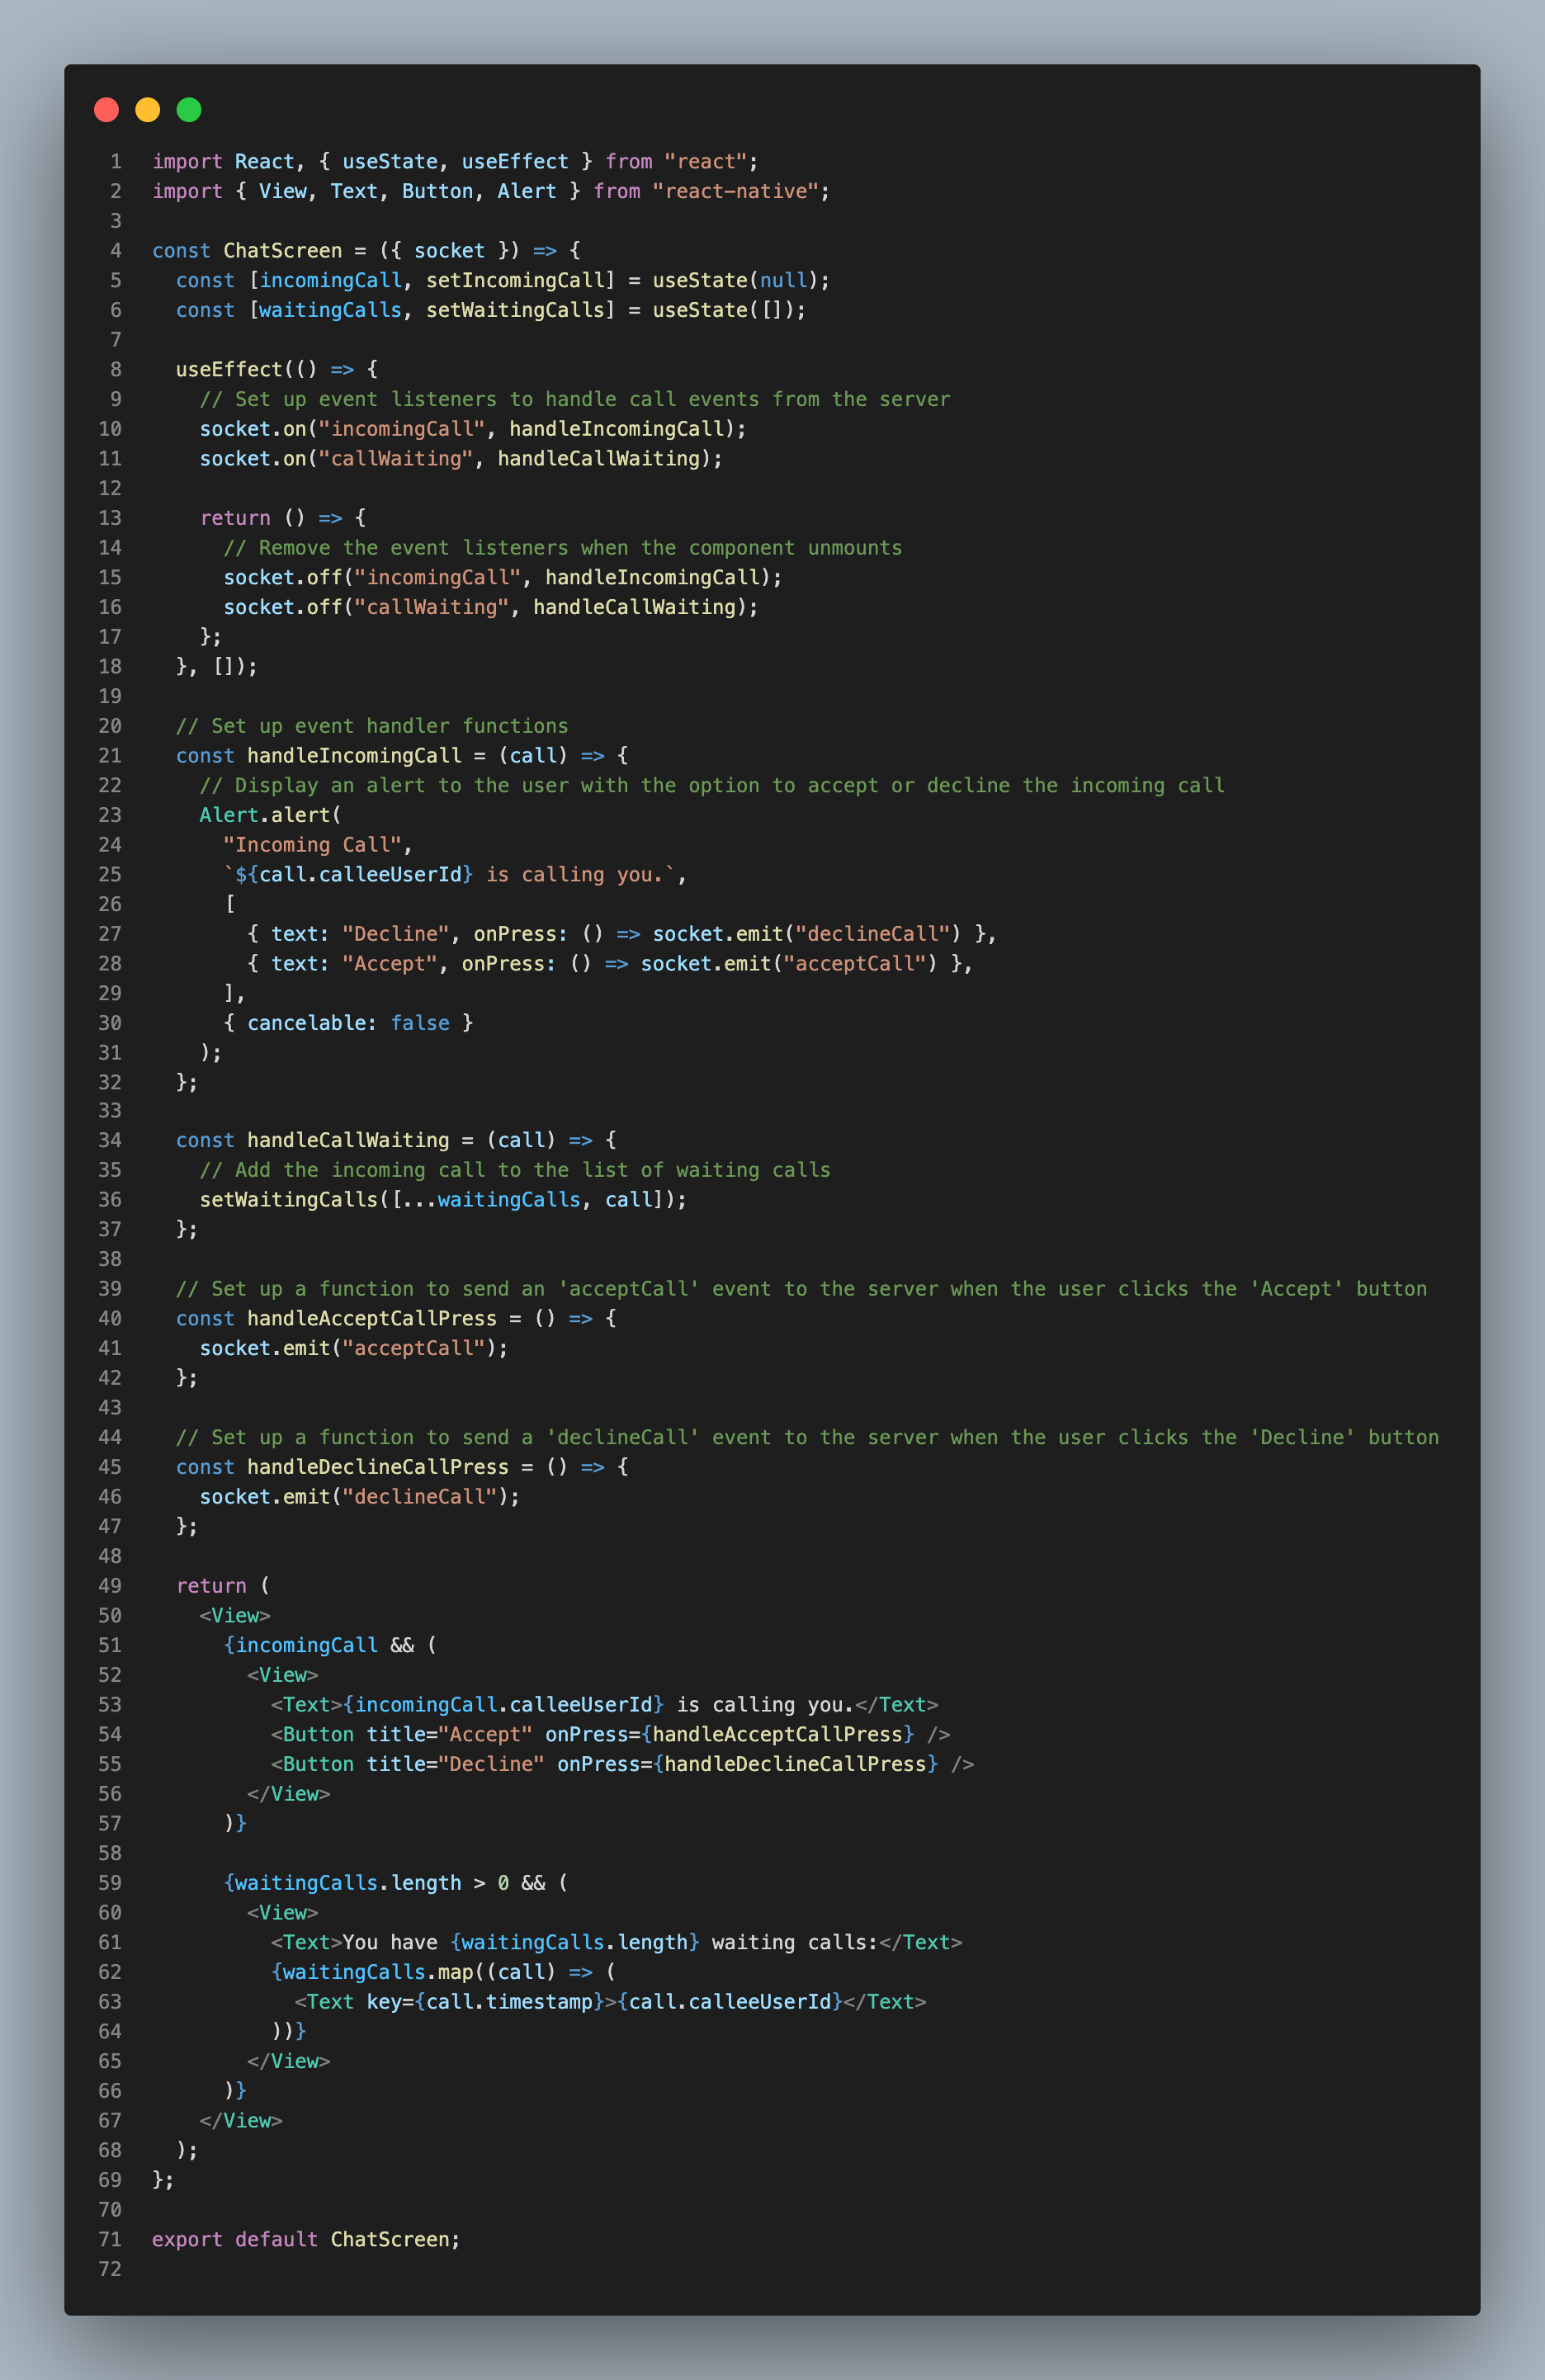 1 import React, { useState, useEffect } from "react";
2 import { View, Text, Button, Alert } from "react-native";
3
4 const ChatScreen = ({ socket }) => {
5   const [incomingCall, setIncomingCall] = useState(null);
6   const [waitingCalls, setWaitingCalls] = useState([]);
7
8   useEffect(() => {
9     // Set up event listeners to handle call events from the server
10     socket.on("incomingCall", handleIncomingCall);
11     socket.on("callWaiting", handleCallWaiting);
12
13     return () => {
14       // Remove the event listeners when the component unmounts
15       socket.off("incomingCall", handleIncomingCall);
16       socket.off("callWaiting", handleCallWaiting);
17     };
18   }, []);
19
20   // Set up event handler functions
21   const handleIncomingCall = (call) => {
22     // Display an alert to the user with the option to accept or decline the incoming call
23     Alert.alert(
24       "Incoming Call",
25       `${call.calleeUserId} is calling you.`,
26       [
27         { text: "Decline", onPress: () => socket.emit("declineCall") },
28         { text: "Accept", onPress: () => socket.emit("acceptCall") },
29       ],
30       { cancelable: false }
31     );
32   };
33
34   const handleCallWaiting = (call) => {
35     // Add the incoming call to the list of waiting calls
36     setWaitingCalls([...waitingCalls, call]);
37   };
38
39   // Set up a function to send an 'acceptCall' event to the server when the user clicks the 'Accept' button
40   const handleAcceptCallPress = () => {
41     socket.emit("acceptCall");
42   };
43
44   // Set up a function to send a 'declineCall' event to the server when the user clicks the 'Decline' button
45   const handleDeclineCallPress = () => {
46     socket.emit("declineCall");
47   };
48
49   return (
50     <View>
51       {incomingCall && (
52         <View>
53           <Text>{incomingCall.calleeUserId} is calling you.</Text>
54           <Button title="Accept" onPress={handleAcceptCallPress} />
55           <Button title="Decline" onPress={handleDeclineCallPress} />
56         </View>
57       )}
58
59       {waitingCalls.length > 0 && (
60         <View>
61           <Text>You have {waitingCalls.length} waiting calls:</Text>
62           {waitingCalls.map((call) => (
63             <Text key={call.timestamp}>{call.calleeUserId}</Text>
64           ))}
65         </View>
66       )}
67     </View>
68   );
69 };
70
71 export default ChatScreen;
72